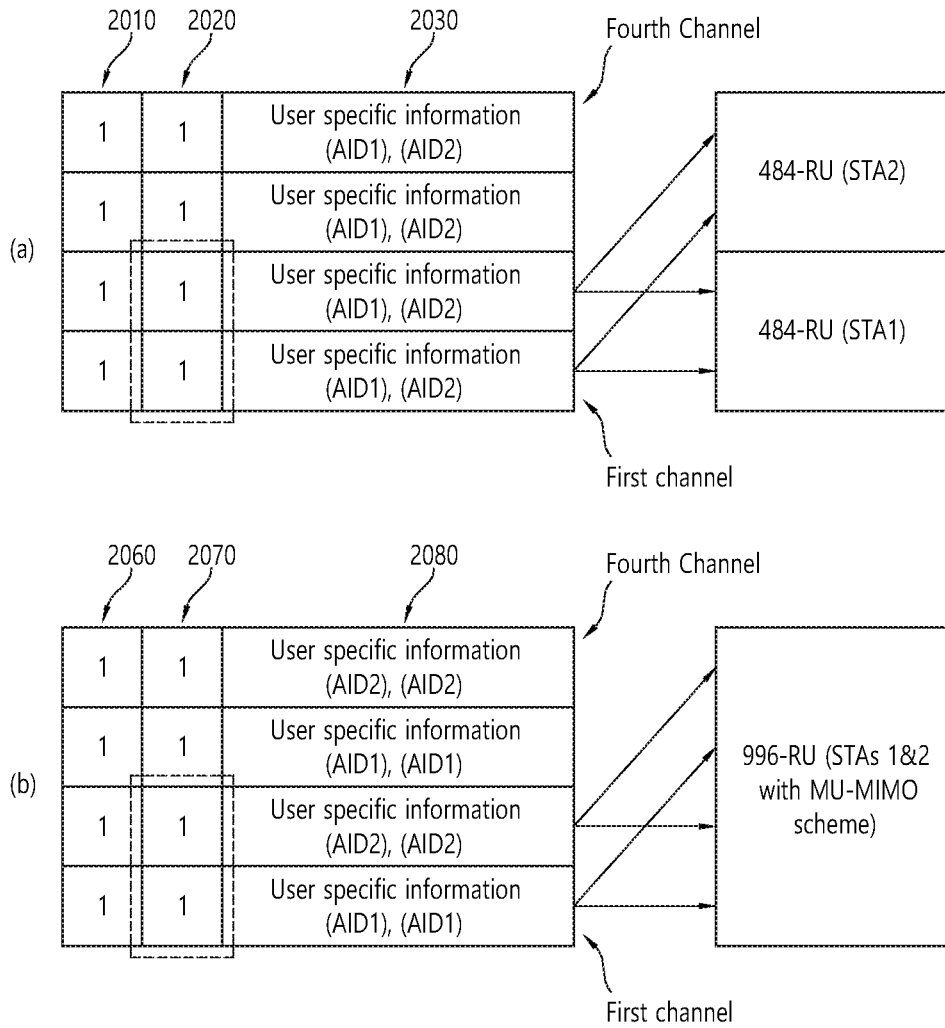 2010
2020
2030
Fourth Channel
1
1
User specific information
(AID1), (AID2)
1
1
User specific information
(AID1), (AID2)
(a)
1
1
User specific information
(AID1), (AID2)
1
1
User specific information
(AID1), (AID2)
484-RU (STA2)
484-RU (STA1)
First channel
2060
2070
2080
Fourth Channel
1
1
User specific information
(AID2), (AID2)
1
1
User specific information
(AID1), (AID1)
(b)
1
1
User specific information
(AID2), (AID2)
1
1
User specific information
(AID1), (AID1)
996-RU (STAs 1&2
with MU-MIMO
scheme)
First channel